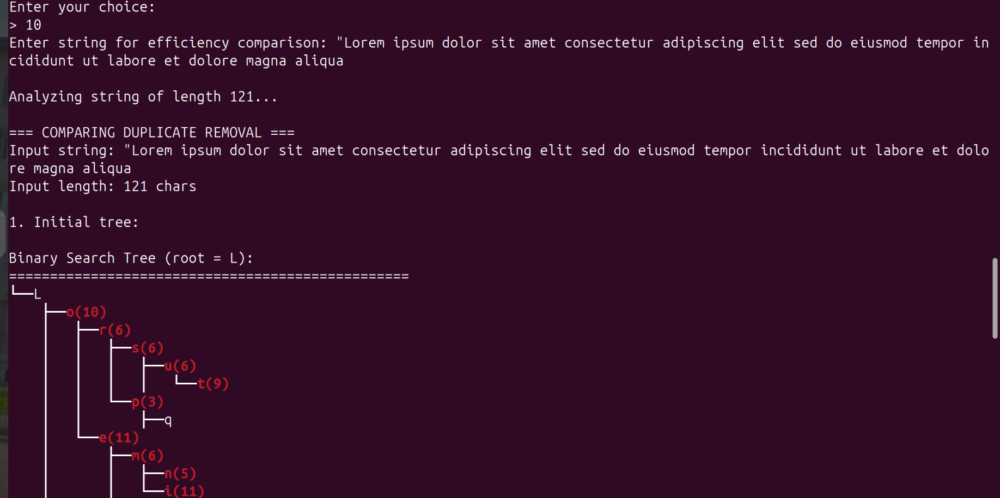 Enter your choice:
> 10
Enter string for efficiency comparison: "Lorem ipsum dolor sit amet consectetur adipiscing elit sed do eiusmod tempor in
cididunt ut labore et dolore magna aliqua
Analyzing string of length 121...
=== COMPARING DUPLICATE REMOVAL ===
Input string: "Lorem ipsum dolor sit amet consectetur adipiscing elit sed do eiusmod tempor incididunt ut labore et dolo
re magna aliqua
Input length: 121 chars
1. Initial tree:
Binary Search Tree (root = L):
=================================================
└──L
├──o(10)
├──r(6)
├──s(6)
├──u(6)
└──t(9)
└──p(3)
├──q
└──e(11)
├──m(6)
├──n(5)
└──i(11)